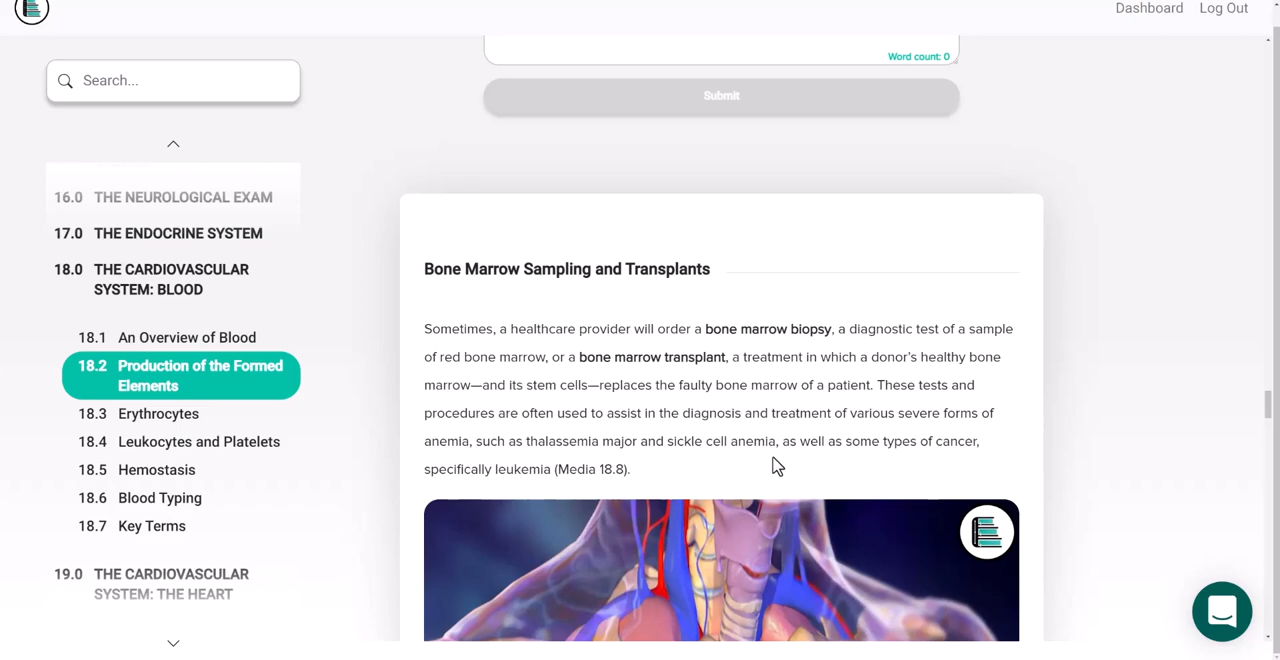 Dashboard Log Out
Word count: 0
Search...
Submit
16.0 THE NEUROLOGICAL EXAM
17.0 THE ENDOCRINE SYSTEM
18.0 THE CARDIOVASCULAR
SYSTEM: BLOOD
18.1 An Overview of Blood
18.2 Production of the Formed
Elements
18.3 Erythrocytes
18.4 Leukocytes and Platelets
18.5 Hemostasis
18.6 Blood Typing
18.7 Key Terms
19.0 THE CARDIOVASCULAR
SYSTEM: THE HEART
Bone Marrow Sampling and Transplants
Sometimes, a healthcare provider will order a bone marrow biopsy, a diagnostic test of a sample
of red bone marrow, or a bone marrow transplant, a treatment in which a donor’s healthy bone
marrow—and its stem cells—replaces the faulty bone marrow of a patient. These tests and
procedures are often used to assist in the diagnosis and treatment of various severe forms of
anemia, such as thalassemia major and sickle cell anemia, as well as some types of cancer,
specifically leukemia (Media 18.8).